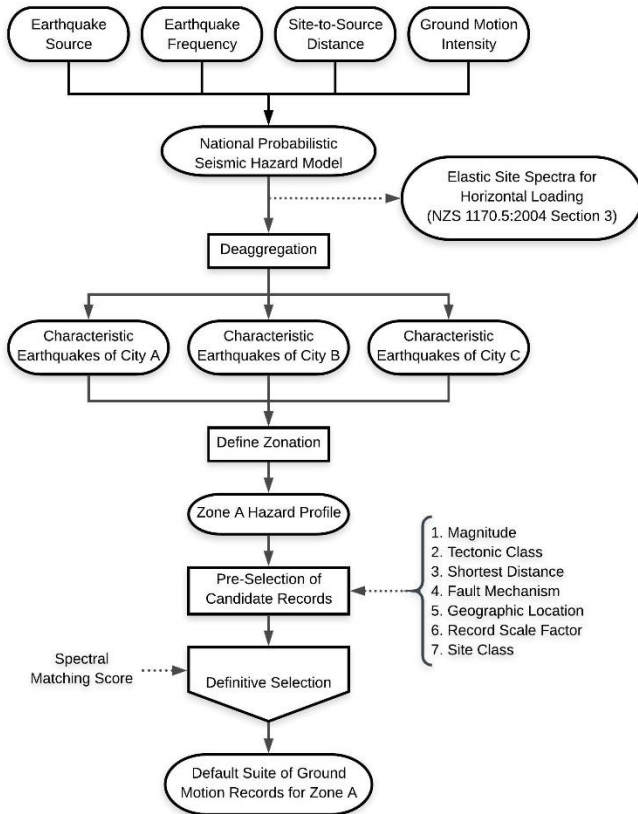 Earthquake
Source
Earthquake
Frequency
Site-to-Source
Distance
Ground Motion
Intensity
National Probabilistic
Seismic Hazard Model
Elastic Site Spectra for
Horizontal Loading
(NZS 1170.5:2004 Section 3)
Deaggregation
Characteristic
Earthquakes of City A
Characteristic
Earthquakes of City B
Characteristic
Earthquakes of City C
Define Zonation
Zone A Hazard Profile
Pre-Selection of
Candidate Records
1. Magnitude
2. Tectonic Class
3. Shortest Distance
4. Fault Mechanism
5. Geographic Location
6. Record Scale Factor
7. Site Class
Spectral
Matching Score
Definitive Selection
Default Suite of Ground
Motion Records for Zone A